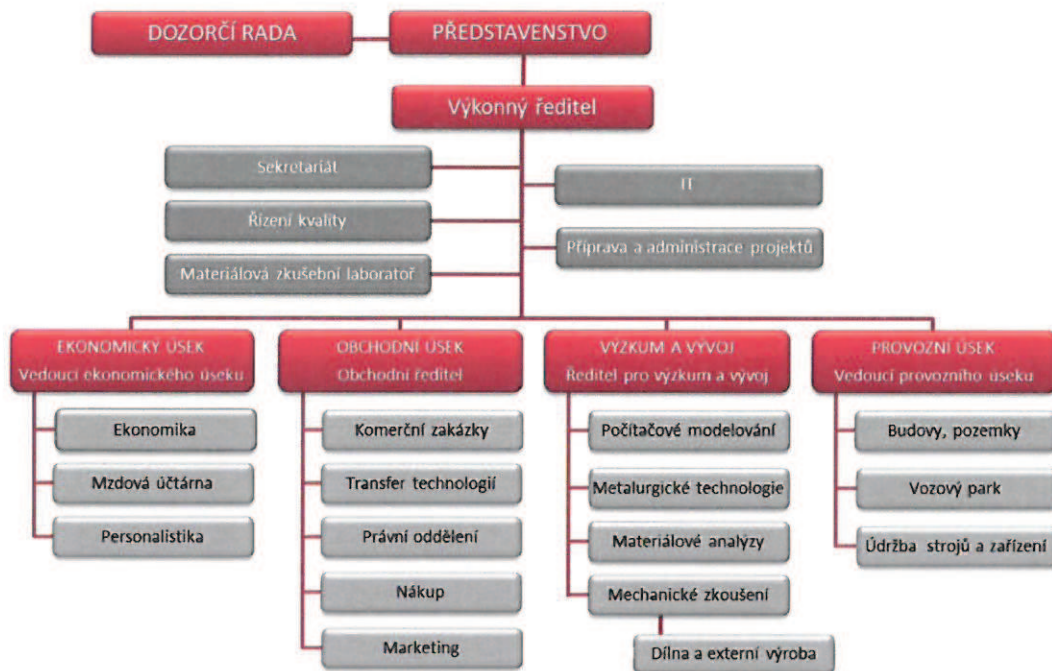 DOZORČÍ RADA
PŘEDSTAVENSTVO
Výkonný ředitel
Sekretariát
IT
Řízení kvality
Příprava a administrace projektů
Materiálová zkušební laboratoř
EKONOMICKÝ ÚSEK
Vedoucí ekonomického úseku
OBCHODNÍ ÚSEK
Obchodní ředitel
VÝZKUM A VÝVOJ
Ředitel pro výzkum a vývoj
PROVOZNÍ ÚSEK
Vedoucí provozního úseku
Ekonomika
Mzdová účtárna
Personalistika
Komerční zakázky
Transfer technologií
Právní oddělení
Nákup
Marketing
Počítačové modelování
Metalurgické technologie
Materiálové analýzy
Mechanické zkoušení
Dílna a externí výroba
Budovy, pozemky
Vozový park
Údržba strojů a zařízení